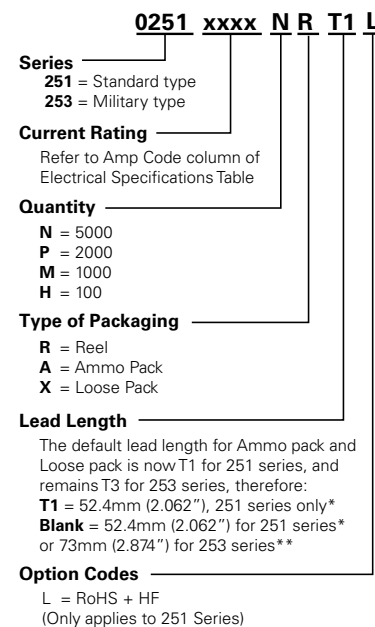 0251 xxxx N R T1 L
Series
251 = Standard type
253 = Military type
Current Rating
Refer to Amp Code column of
Electrical Specifications Table
Quantity
N = 5000
P = 2000
M = 1000
H = 100
Type of Packaging
R = Reel
A = Ammo Pack
X = Loose Pack
Lead Length
The default lead length for Ammo pack and
Loose pack is now T1 for 251 series, and
remains T3 for 253 series, therefore:
T1 = 52.4mm (2.062″), 251 series only*
Blank = 52.4mm (2.062″) for 251 series*
or 73mm (2.874″) for 253 series**
Option Codes
L = RoHS + HF
(Only applies to 251 Series)